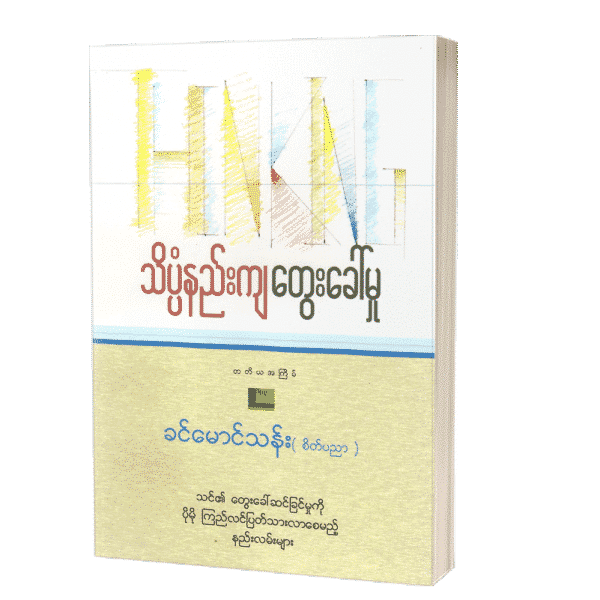 THINKING
သိပ္ပံနည်းကျ တွေးခေါ်မှု
တတိယအကြိမ်
ခင်မောင်သန်း ( စိတ်ပညာ )
သင်၏ တွေးခေါ်ဆင်ခြင်မှုကို
ပိုမို ကြည်လင်ပြတ်သားလာစေမည့်
နည်းလမ်းများ